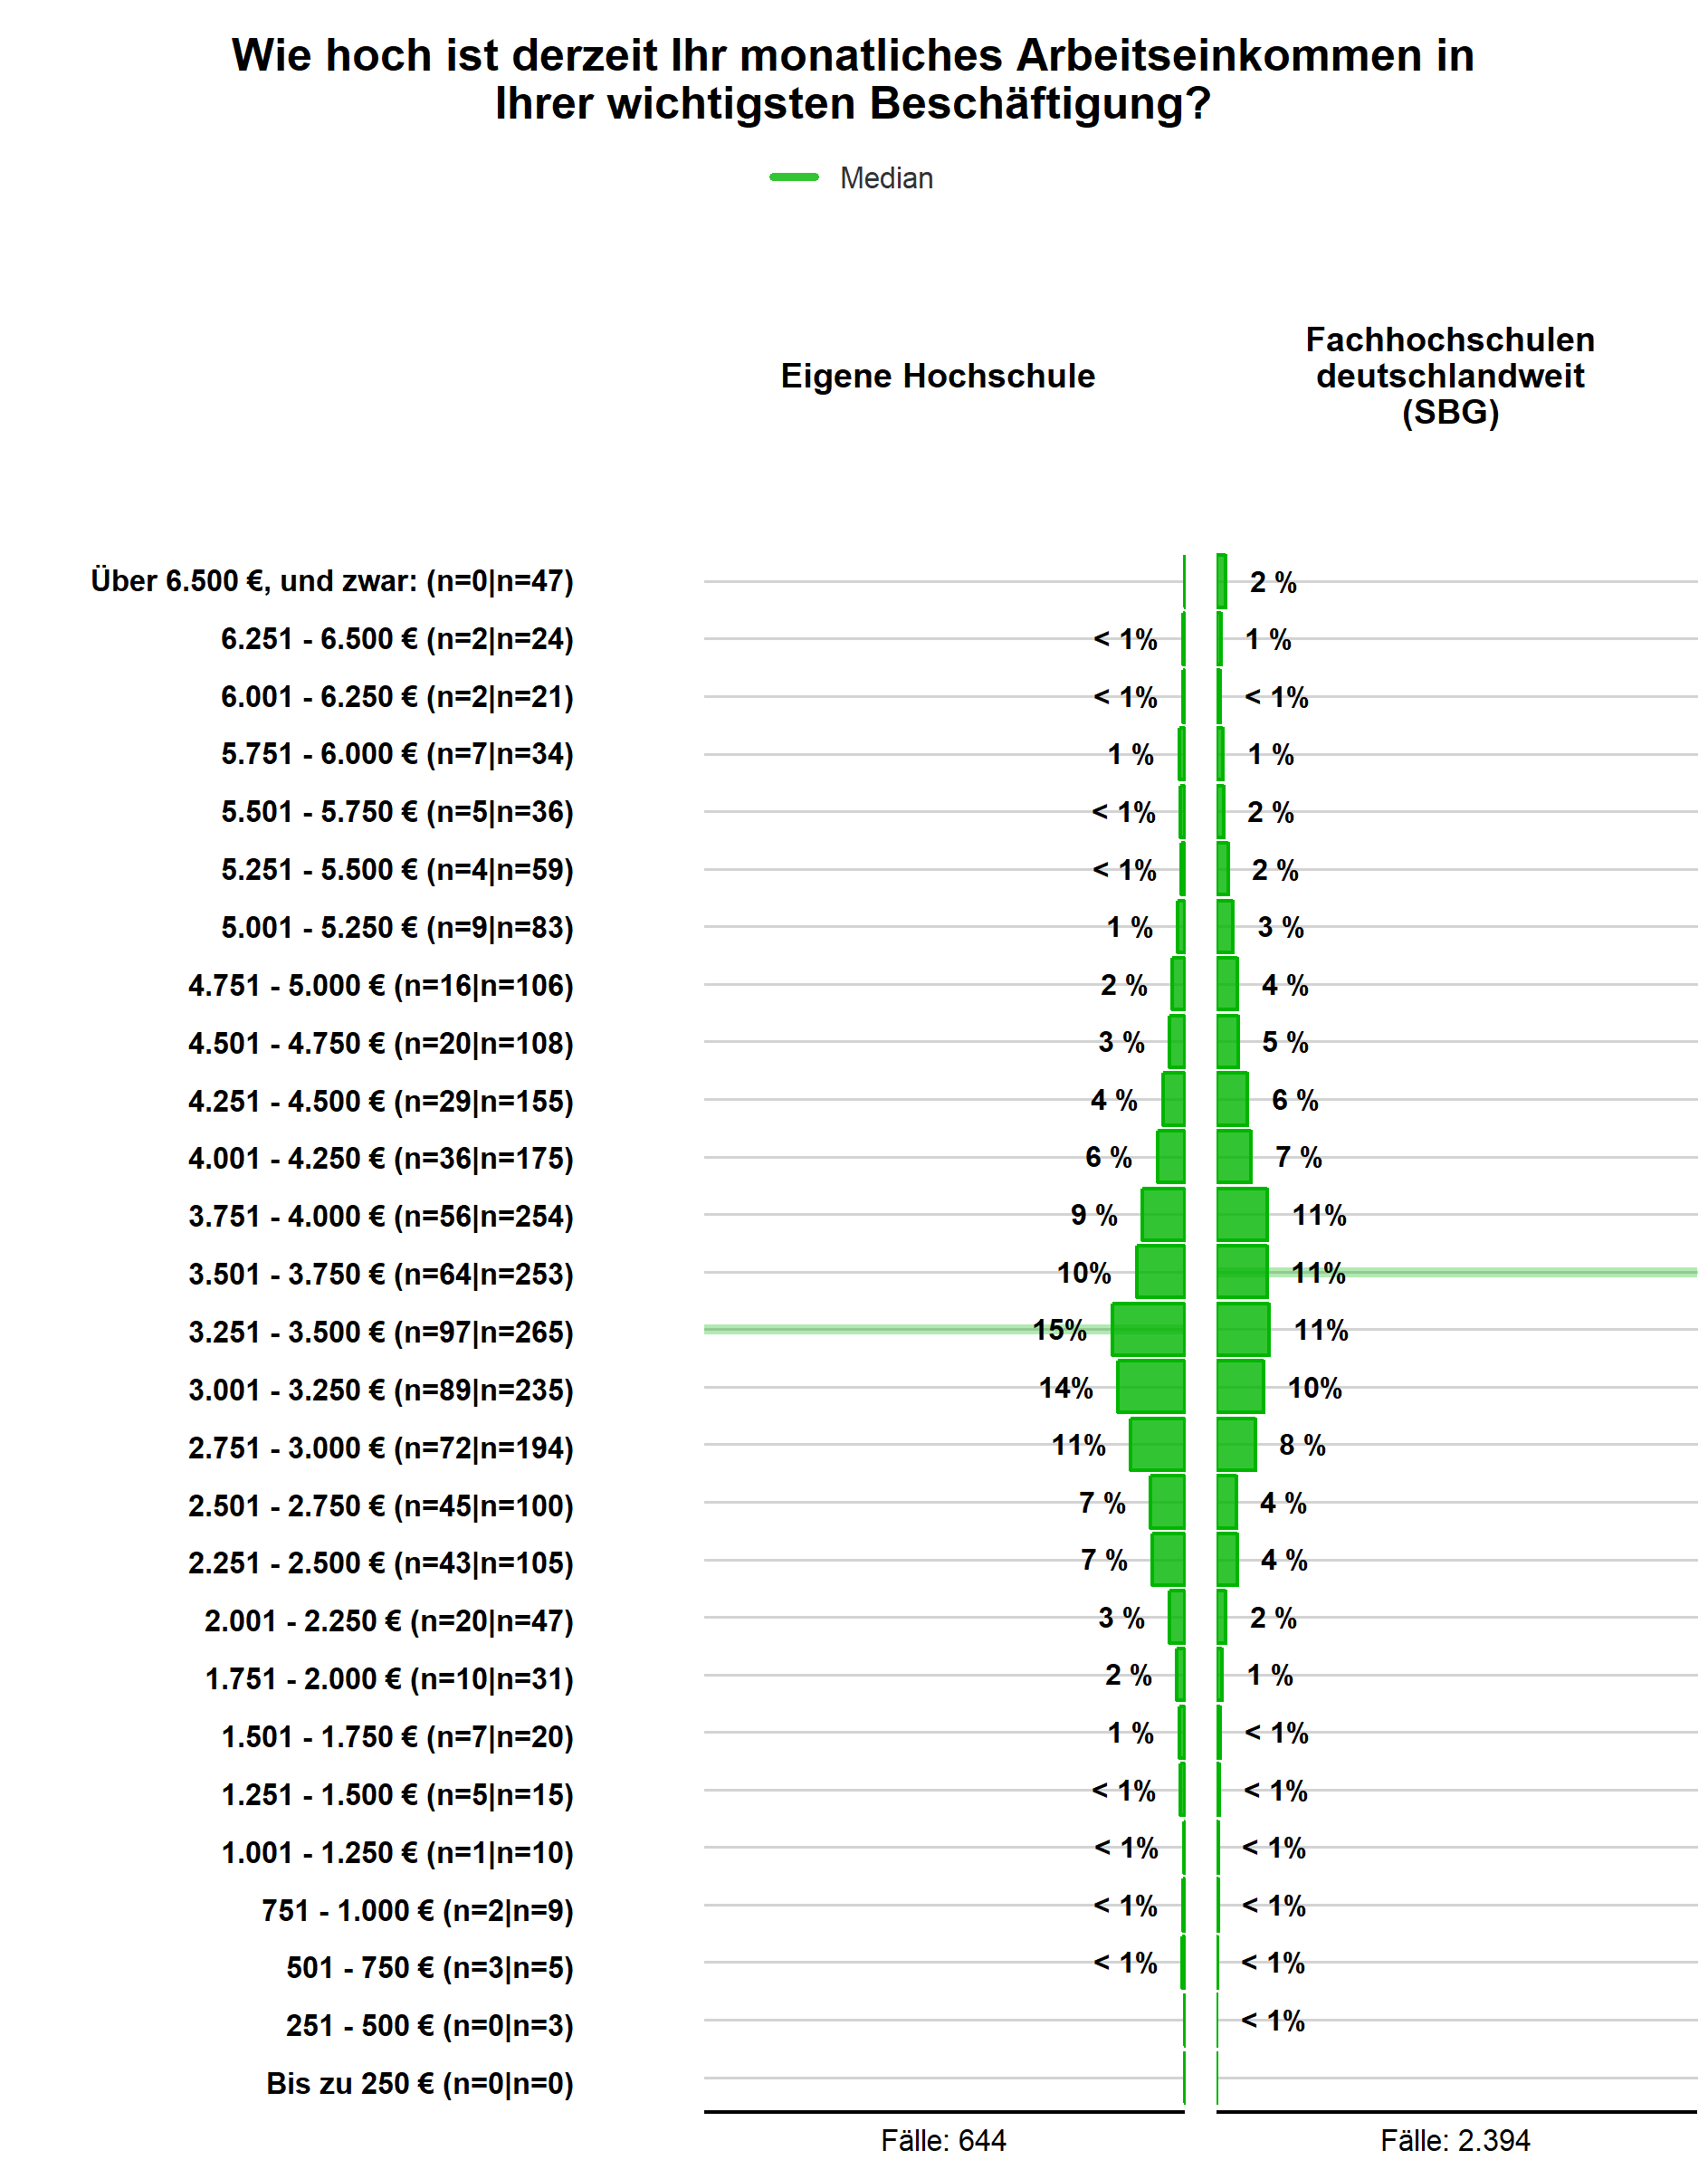 Wie hoch ist derzeit Ihr monatliches Arbeitseinkommen in
Ihrer wichtigsten Beschäftigung?
Median
Eigene Hochschule
Fachhochschulen
deutschlandweit
(SBG)
Über 6.500 €, und zwar: (n=0|n=47) 2 %
6.251 - 6.500 € (n=2|n=24) < 1% 1 %
6.001 - 6.250 € (n=2|n=21) < 1% < 1%
5.751 - 6.000 € (n=7|n=34) 1 % 1 %
5.501 - 5.750 € (n=5|n=36) < 1% 2 %
5.251 - 5.500 € (n=4|n=59) < 1% 2 %
5.001 - 5.250 € (n=9|n=83) 1 % 3 %
4.751 - 5.000 € (n=16|n=106) 2 % 4 %
4.501 - 4.750 € (n=20|n=108) 3 % 5 %
4.251 - 4.500 € (n=29|n=155) 4 % 6 %
4.001 - 4.250 € (n=36|n=175) 6 % 7 %
3.751 - 4.000 € (n=56|n=254) 9 % 11%
3.501 - 3.750 € (n=64|n=253) 10% 11%
3.251 - 3.500 € (n=97|n=265) 15% 11%
3.001 - 3.250 € (n=89|n=235) 14% 10%
2.751 - 3.000 € (n=72|n=194) 11% 8 %
2.501 - 2.750 € (n=45|n=100) 7 % 4 %
2.251 - 2.500 € (n=43|n=105) 7 % 4 %
2.001 - 2.250 € (n=20|n=47) 3 % 2 %
1.751 - 2.000 € (n=10|n=31) 2 % 1 %
1.501 - 1.750 € (n=7|n=20) 1 % < 1%
1.251 - 1.500 € (n=5|n=15) < 1% < 1%
1.001 - 1.250 € (n=1|n=10) < 1% < 1%
751 - 1.000 € (n=2|n=9) < 1% < 1%
501 - 750 € (n=3|n=5) < 1% < 1%
251 - 500 € (n=0|n=3) < 1%
Bis zu 250 € (n=0|n=0)
Fälle: 644 Fälle: 2.394